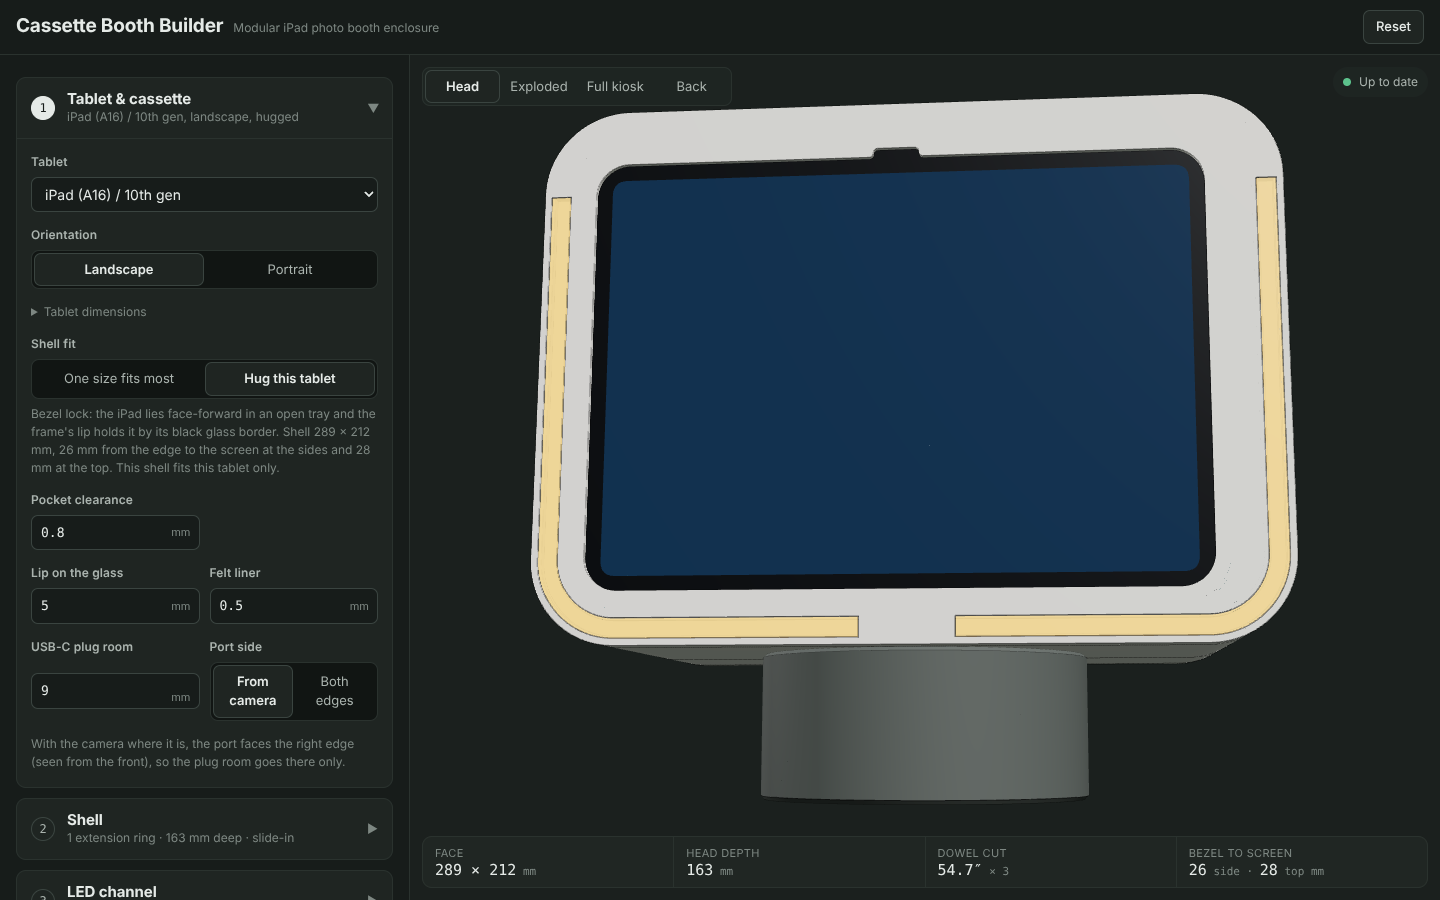 Cassette Booth Builder
Modular iPad photo booth enclosure
Reset
1
Tablet & cassette
iPad (A16) / 10th gen, landscape, hugged
Tablet
iPad (A16) / 10th gen
Orientation
Landscape
Portrait
Tablet dimensions
Shell fit
One size fits most
Hug this tablet
Bezel lock: the iPad lies face-forward in an open tray and the
frame's lip holds it by its black glass border. Shell 289 × 212
mm, 26 mm from the edge to the screen at the sides and 28
mm at the top. This shell fits this tablet only.
Pocket clearance
0.8 mm
Lip on the glass
Felt liner
5 mm
0.5 mm
USB-C plug room
Port side
9 mm
From
camera
Both
edges
With the camera where it is, the port faces the right edge
(seen from the front), so the plug room goes there only.
2
Shell
1 extension ring · 163 mm deep · slide-in
LED channel
Head
Exploded
Full kiosk
Back
Up to date
FACE
289 × 212 mm
HEAD DEPTH
163 mm
DOWEL CUT
54.7″ × 3
BEZEL TO SCREEN
26 side · 28 top mm